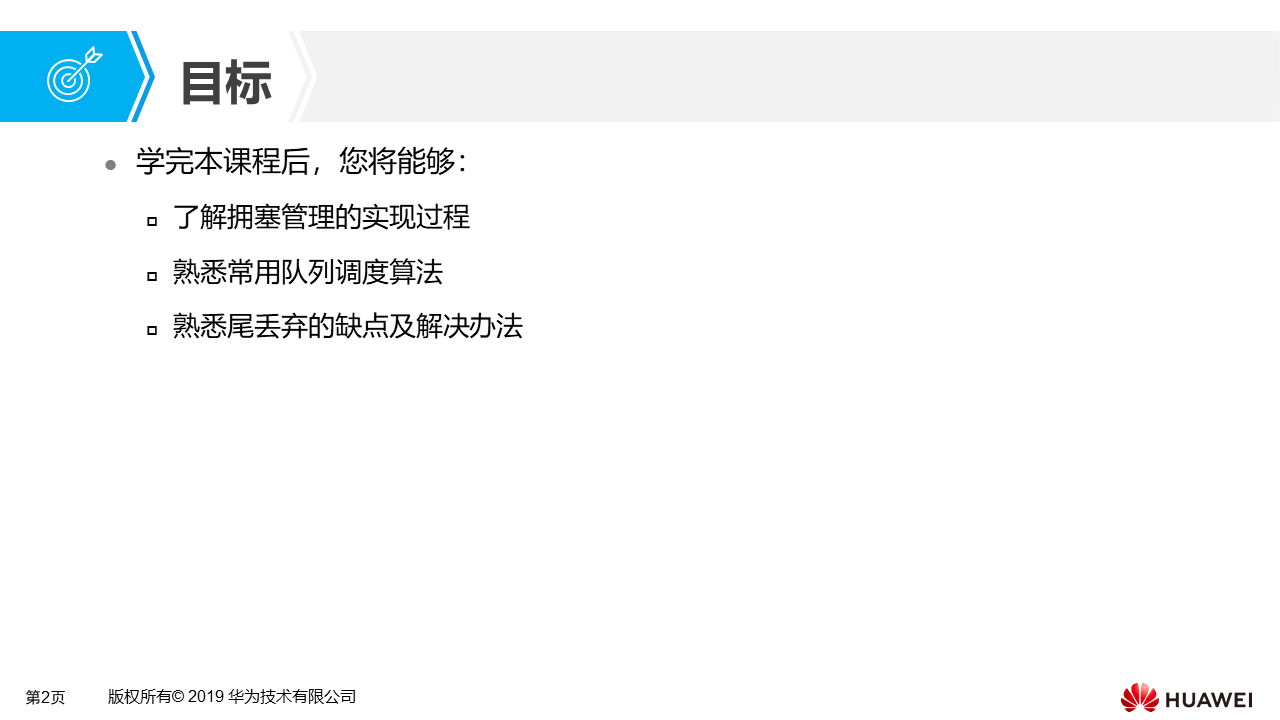 目标
学完本课程后，您将能够：
了解拥塞管理的实现过程
熟悉常用队列调度算法
熟悉尾丢弃的缺点及解决办法
第2页
版权所有© 2019 华为技术有限公司
HUAWEI